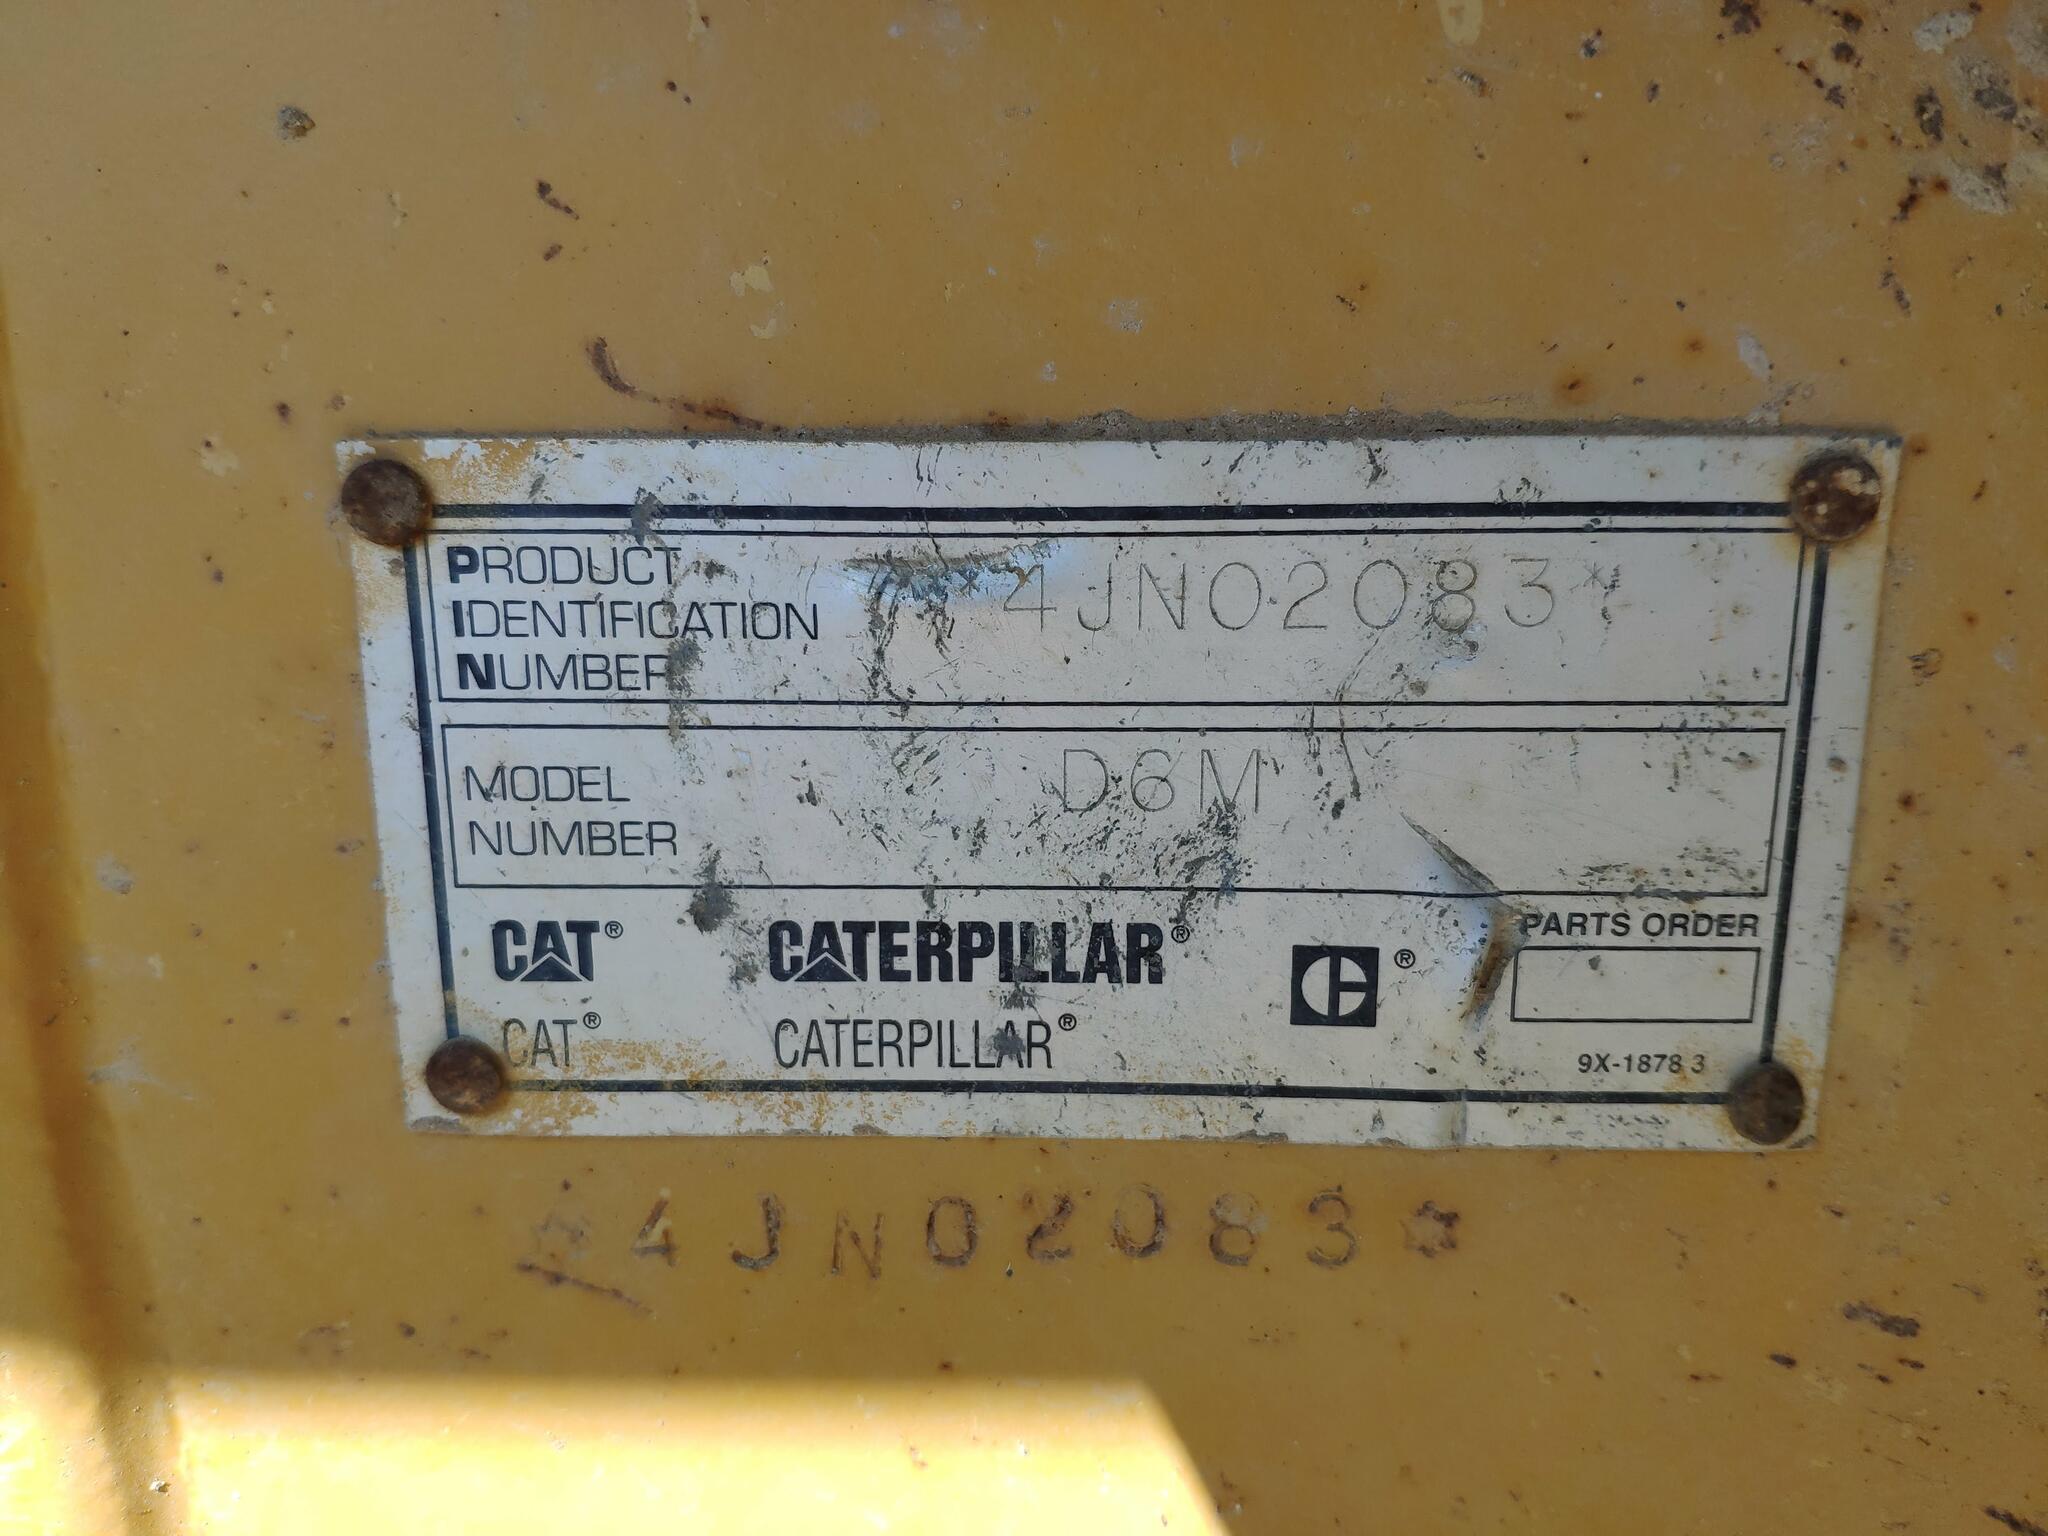 PRODUCT
IDENTIFICATION
NUMBER
*4JN02083*
MODEL
NUMBER
D6M
CAT® CATERPILLAR® ®
CAT® CATERPILLAR®
PARTS ORDER
9X-1878 3
*4JN02083*